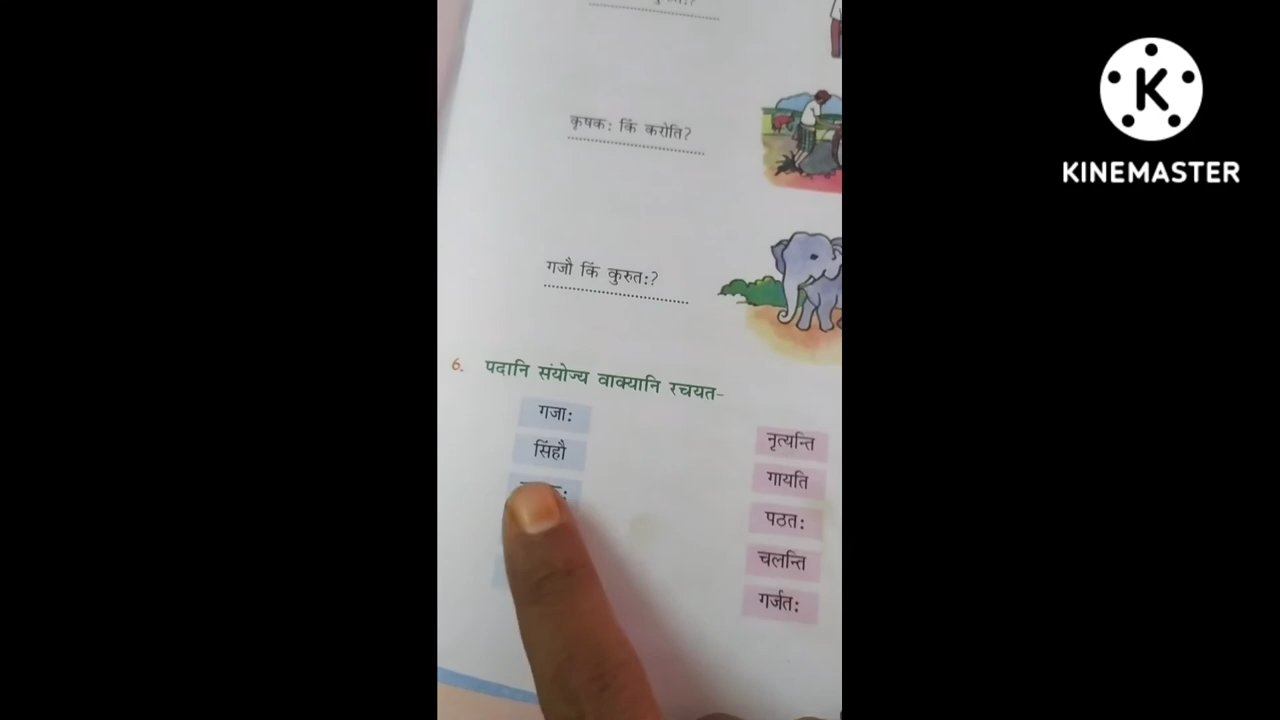 कृषकः किं करोति?
गजौ किं कुरुतः?
6. पदानि संयोज्य वाक्यानि रचयत-
गजाः
सिंहौ
नृत्यन्ति
गायति
पठतः
चलन्ति
गर्जतः
K
KINEMASTER